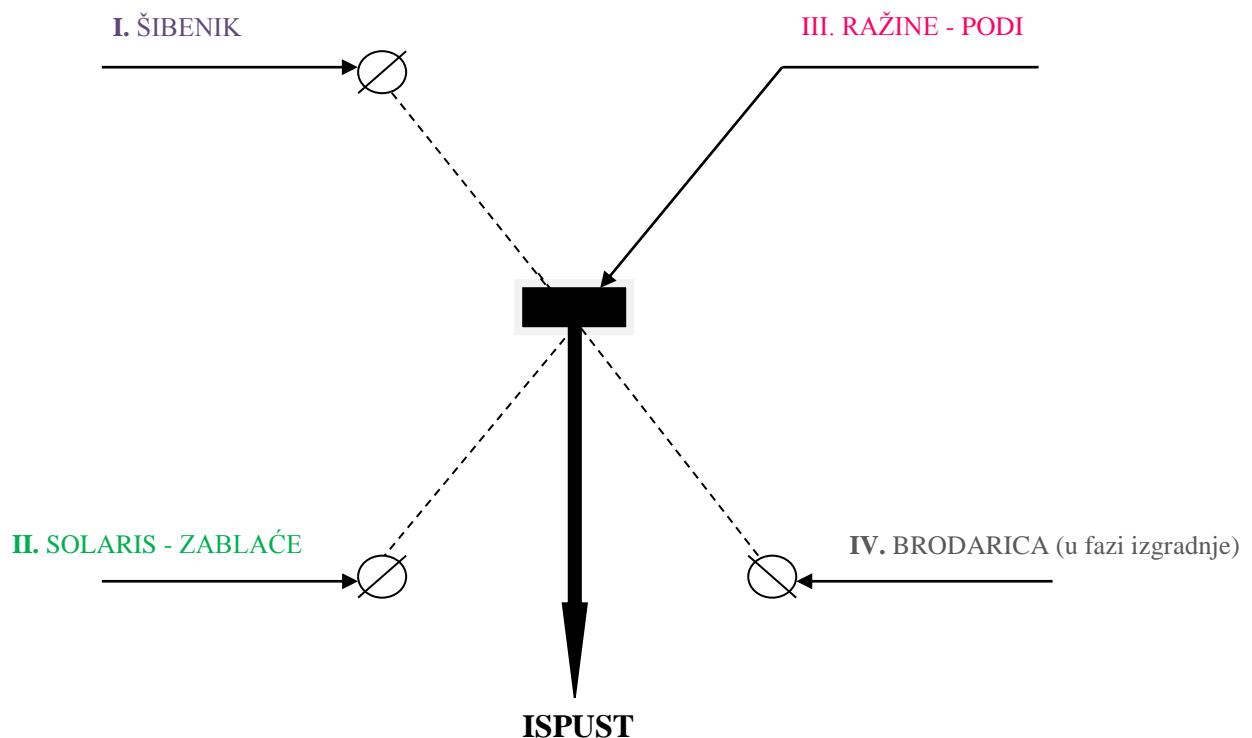 I. ŠIBENIK
III. RAŽINE - PODI
II. SOLARIS - ZABLAĆE
IV. BRODARICA (u fazi izgradnje)
ISPUST